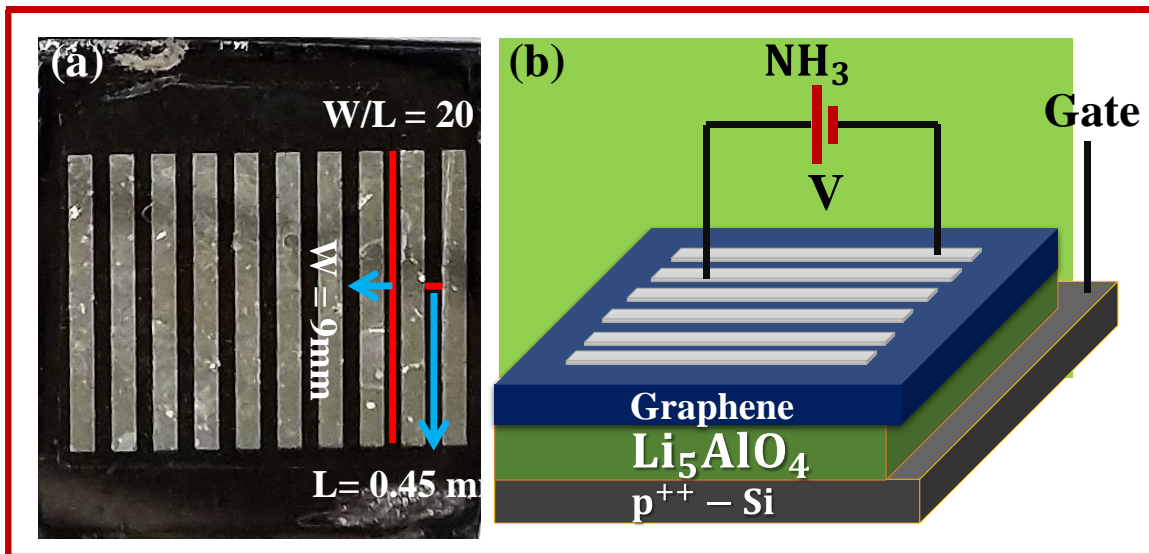 (a)
W/L = 20
W = 9mm
L= 0.45 m
(b)
NH₃
Gate
V
Graphene
Li₅AlO₄
p⁺⁺ − Si